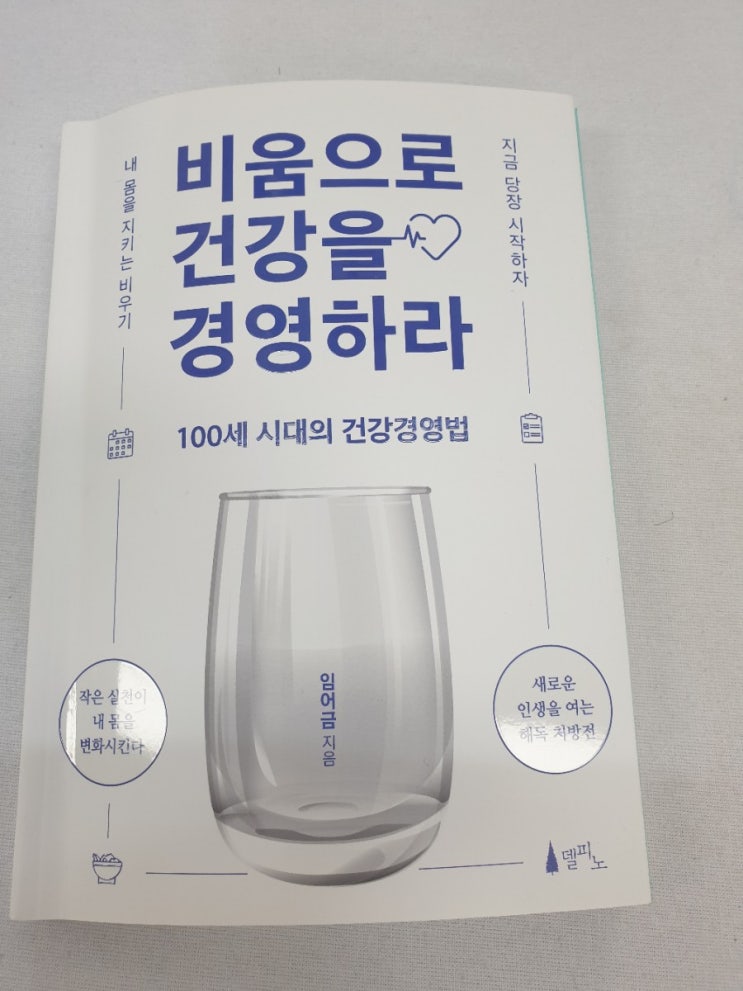 비움으로
건강을
경영하라
내 몸을 지키는 비우기
지금 당장 시작하자
100세 시대의 건강경영법
임어금 지음
작은 실천이
내 몸을
변화시킨다
새로운
인생을 여는
해독 처방전
델피노